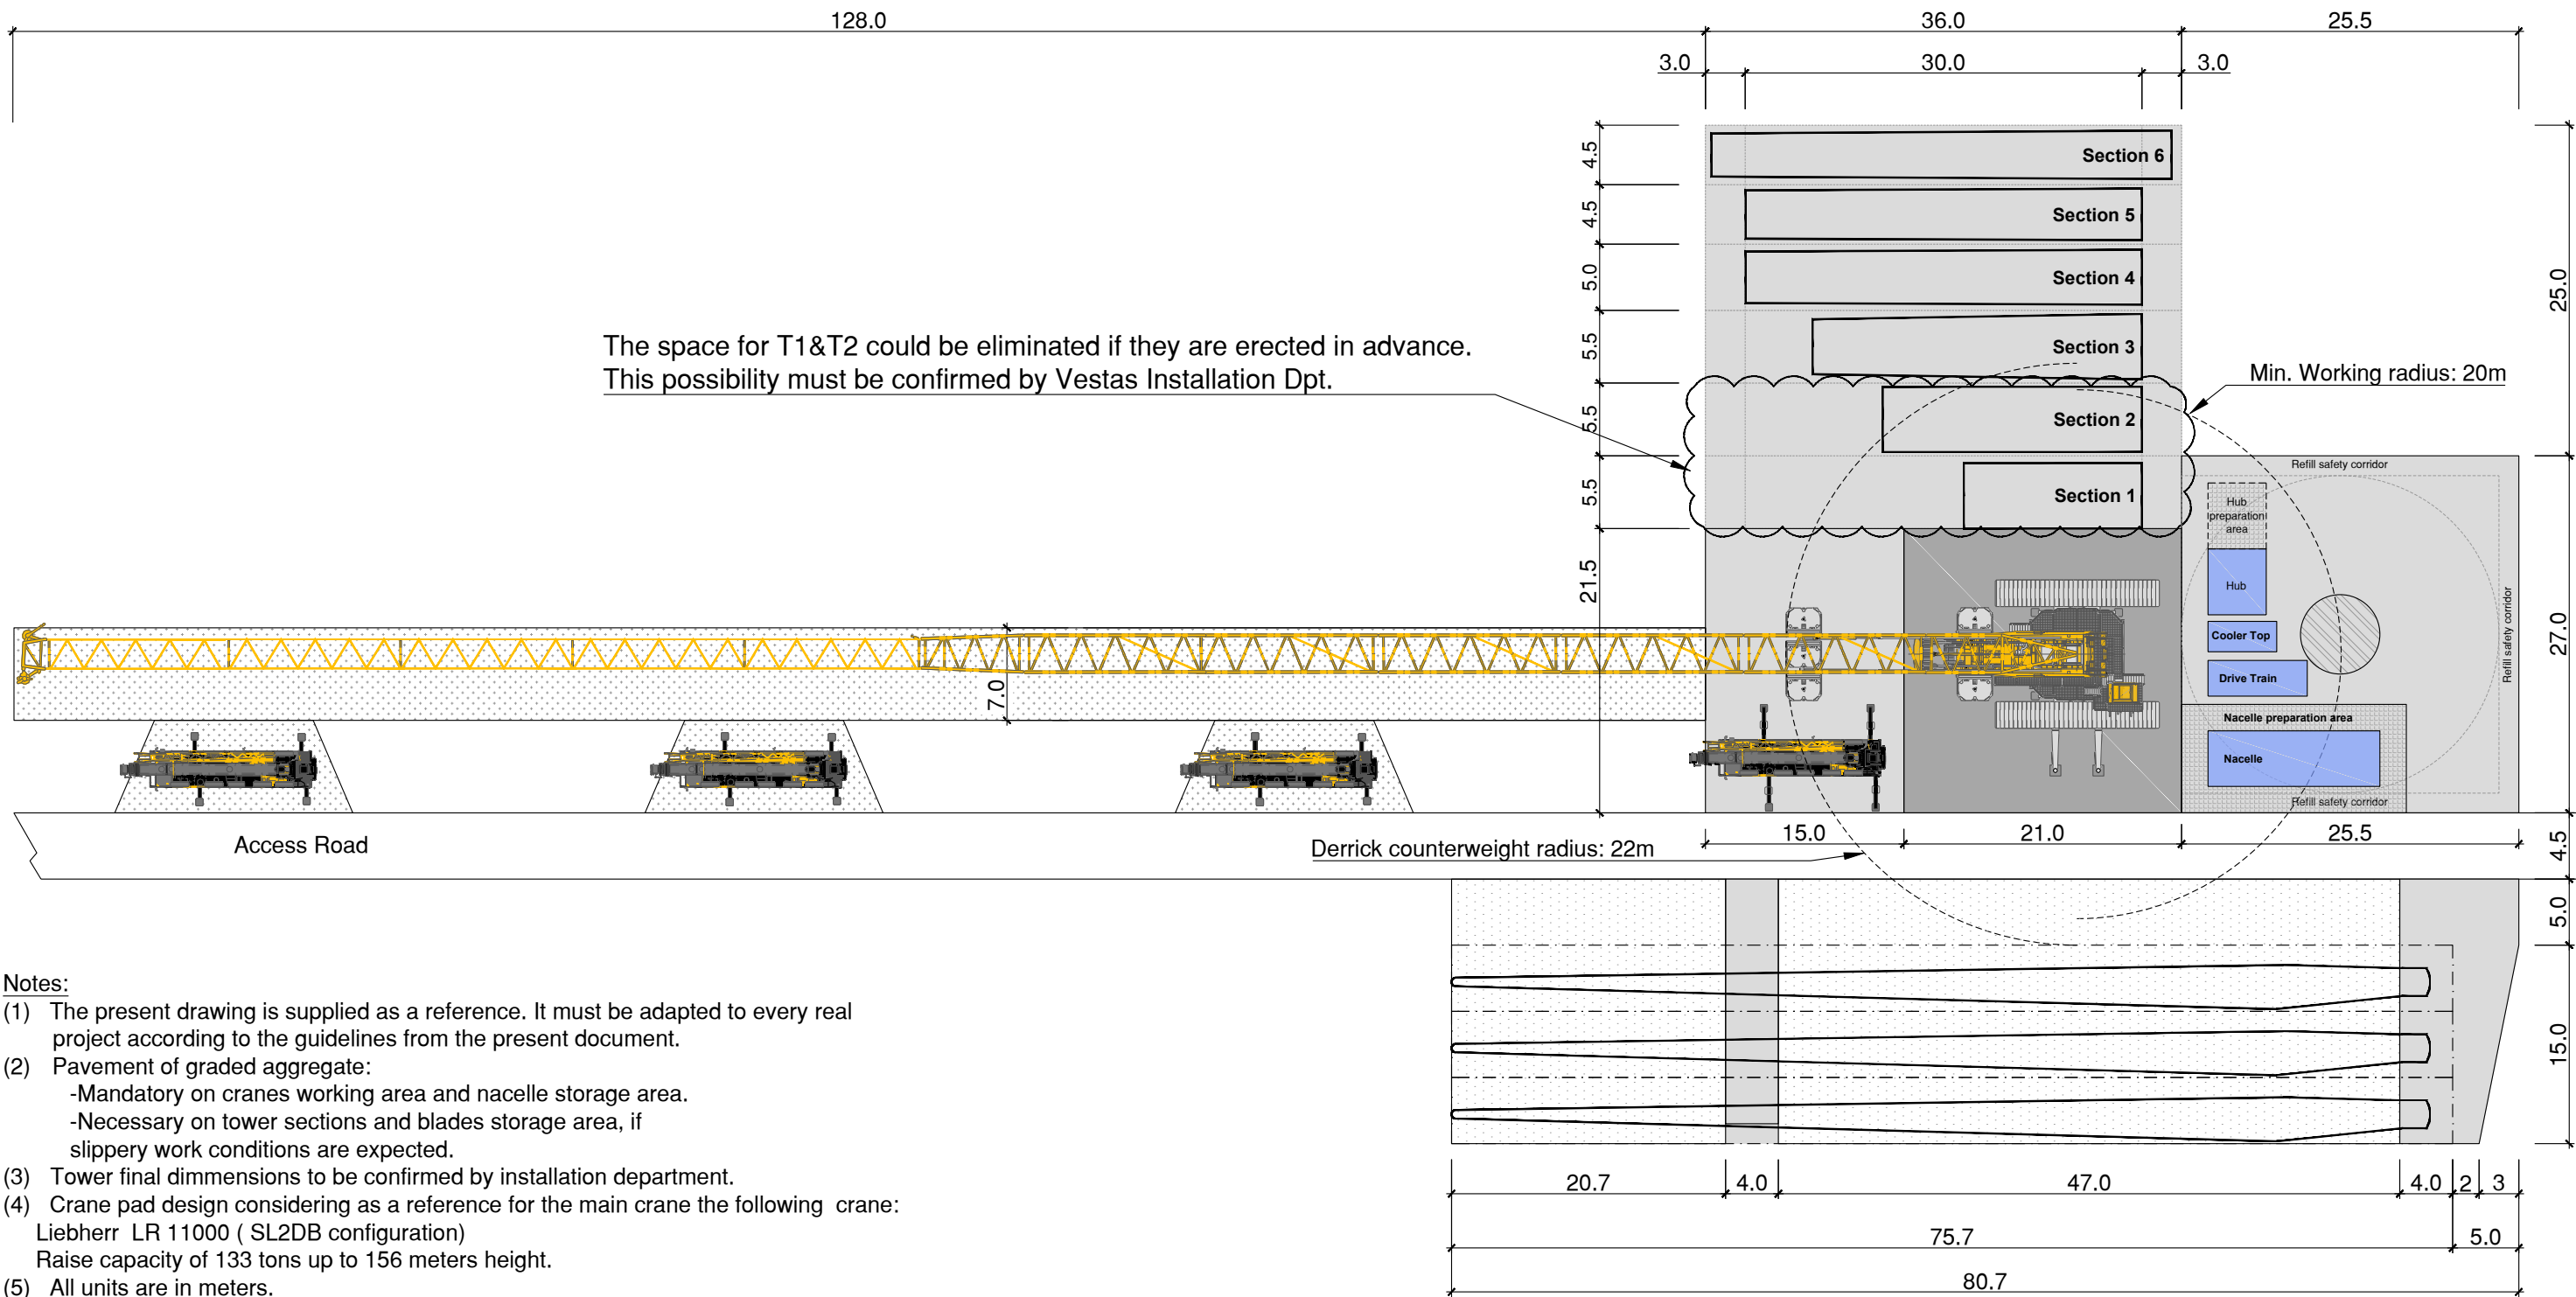 128.0
36.0
25.5
3.0
30.0
3.0
4.5
Section 6
4.5
Section 5
5.0
Section 4
25.0
5.5
Section 3
The space for T1&T2 could be eliminated if they are erected in advance.
This possibility must be confirmed by Vestas Installation Dpt.
Min. Working radius: 20m
5.5
Section 2
5.5
Section 1
Refill safety corridor
Hub
preparation
area
Hub
21.5
Cooler Top
Refill safety corridor
27.0
Drive Train
7.0
Nacelle preparation area
Nacelle
Refill safety corridor
Access Road
Derrick counterweight radius: 22m
15.0
21.0
25.5
4.5
5.0
15.0
Notes:
(1) The present drawing is supplied as a reference. It must be adapted to every real
project according to the guidelines from the present document.
(2) Pavement of graded aggregate:
-Mandatory on cranes working area and nacelle storage area.
-Necessary on tower sections and blades storage area, if
slippery work conditions are expected.
(3) Tower final dimmensions to be confirmed by installation department.
(4) Crane pad design considering as a reference for the main crane the following crane:
Liebherr LR 11000 ( SL2DB configuration)
Raise capacity of 133 tons up to 156 meters height.
(5) All units are in meters.
20.7
4.0
47.0
4.0
2
3
75.7
5.0
80.7